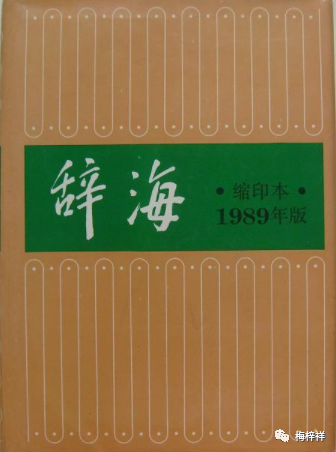 辞海
• 缩印本 •
1989年版
梅梓祥